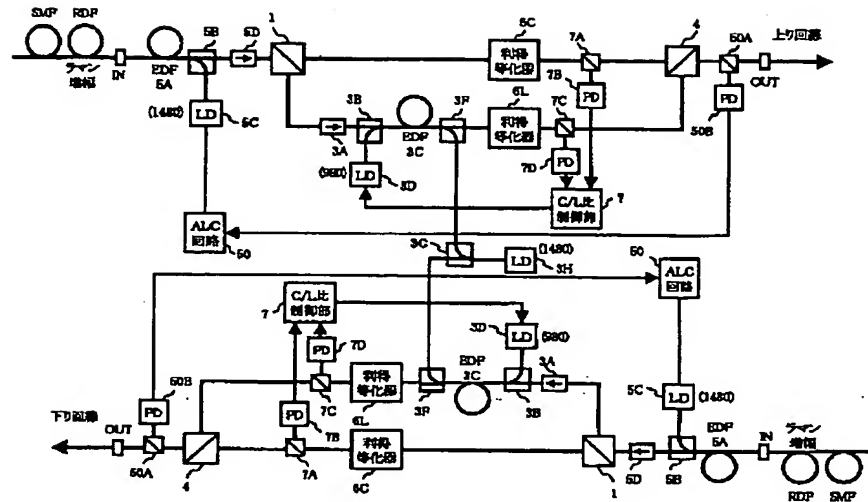 SMF
RDF
ラマン
増幅
IN
EDF
5A
5B
5D
1
6C
利得
等化器
7A
7B
PD
4
50A
上り回線
OUT
PD
50B
(1480)
LD
5C
3A
3B
EDF
3C
3F
6L
利得
等化器
7C
PD
7D
(980)
LD
3D
C/L比
制御部
7
ALC
回路
50
3G
LD
(1480)
3H
50
ALC
回路
C/L比
制御部
7
PD
7D
3D
LD
(980)
EDF
3C
3A
50B
PD
7C
利得
等化器
6L
3F
3B
5C
LD
(1480)
下り回線
OUT
50A
4
PD
7B
7A
利得
等化器
6C
1
5D
5B
EDF
5A
IN
ラマン
増幅
RDF
SMF